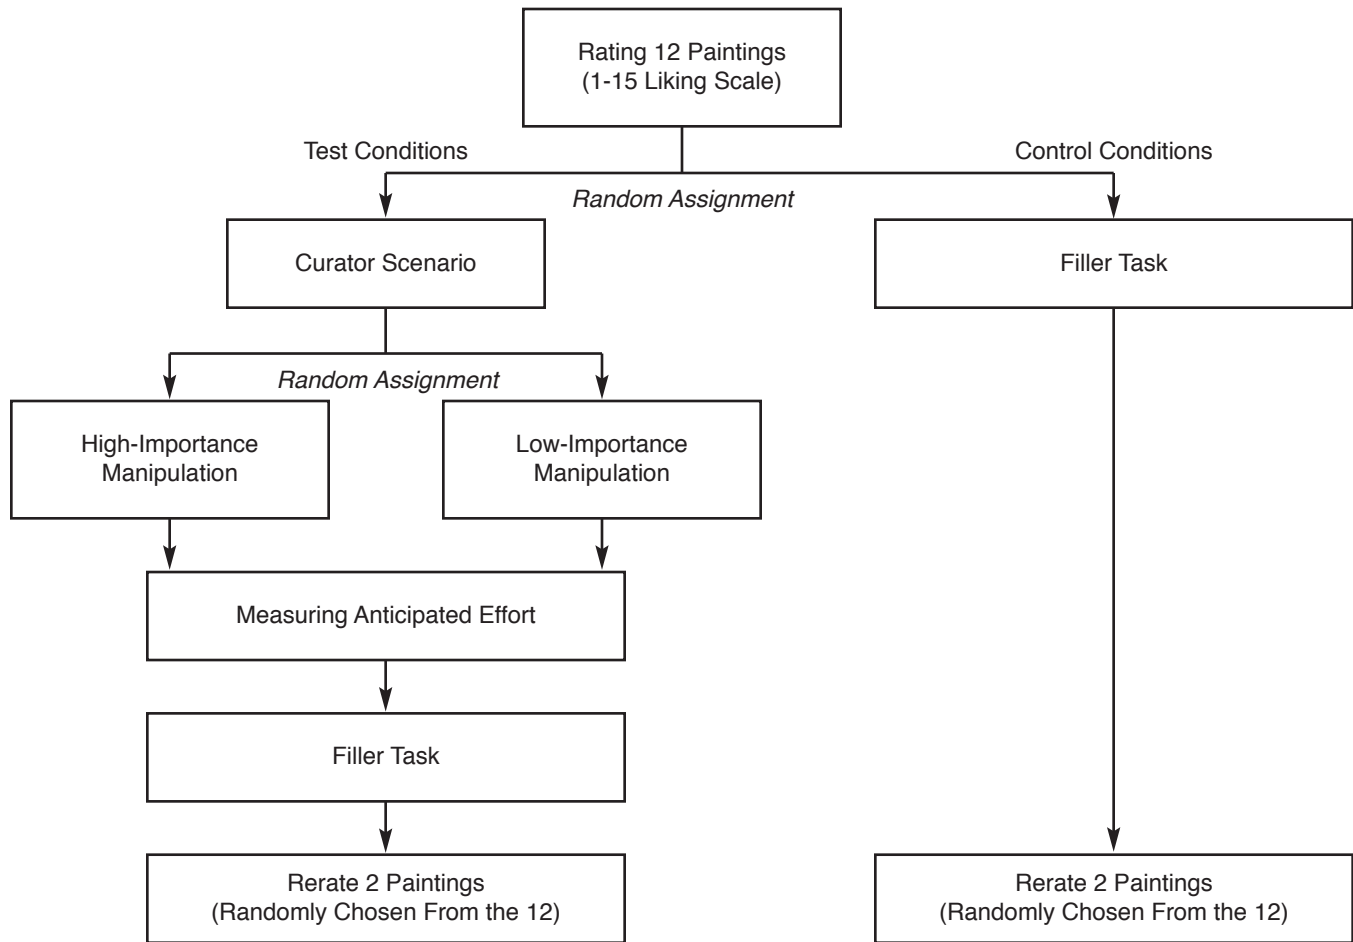 Rating 12 Paintings
(1-15 Liking Scale)
Test Conditions
Control Conditions
Random Assignment
Curator Scenario
Filler Task
Random Assignment
High-Importance
Manipulation
Low-Importance
Manipulation
Measuring Anticipated Effort
Filler Task
Rerate 2 Paintings
(Randomly Chosen From the 12)
Rerate 2 Paintings
(Randomly Chosen From the 12)